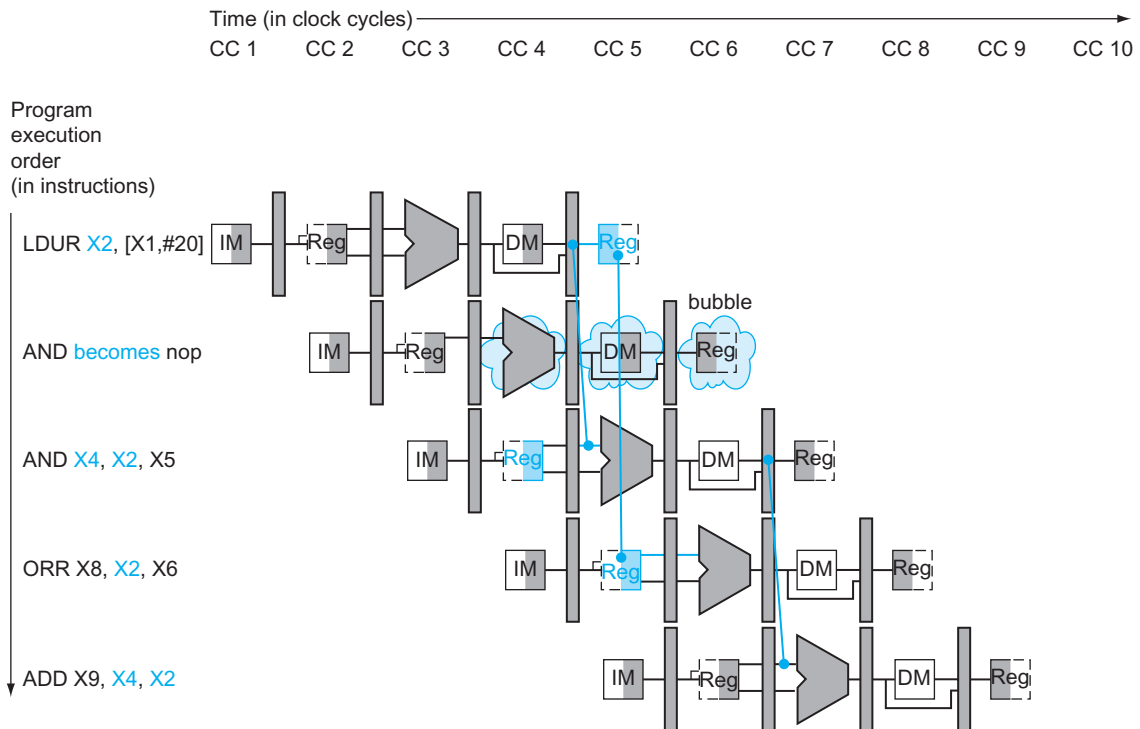 Time (in clock cycles)
CC 1 CC 2 CC 3 CC 4 CC 5 CC 6 CC 7 CC 8 CC 9 CC 10
Program
execution
order
(in instructions)
LDUR X2, [X1,#20] IM Reg DM Reg
bubble
AND becomes nop IM Reg DM Reg
AND X4, X2, X5 IM Reg DM Reg
ORR X8, X2, X6 IM Reg DM Reg
ADD X9, X4, X2 IM Reg DM Reg